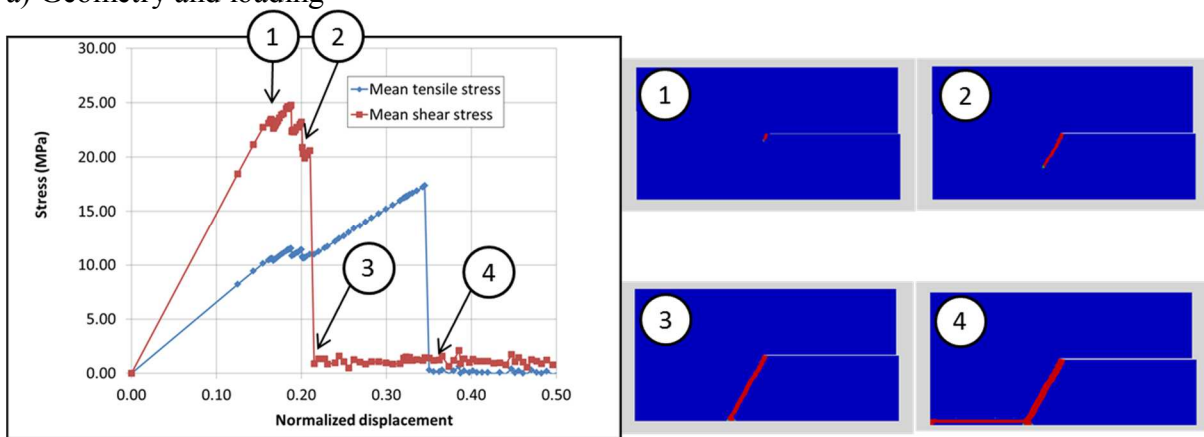 a) Geometry and loading
1
2
30.00
25.00
20.00
15.00
10.00
5.00
0.00
Stress (MPa)
Mean tensile stress
Mean shear stress
3
4
0.00 0.10 0.20 0.30 0.40 0.50
Normalized displacement
1
2
3
4